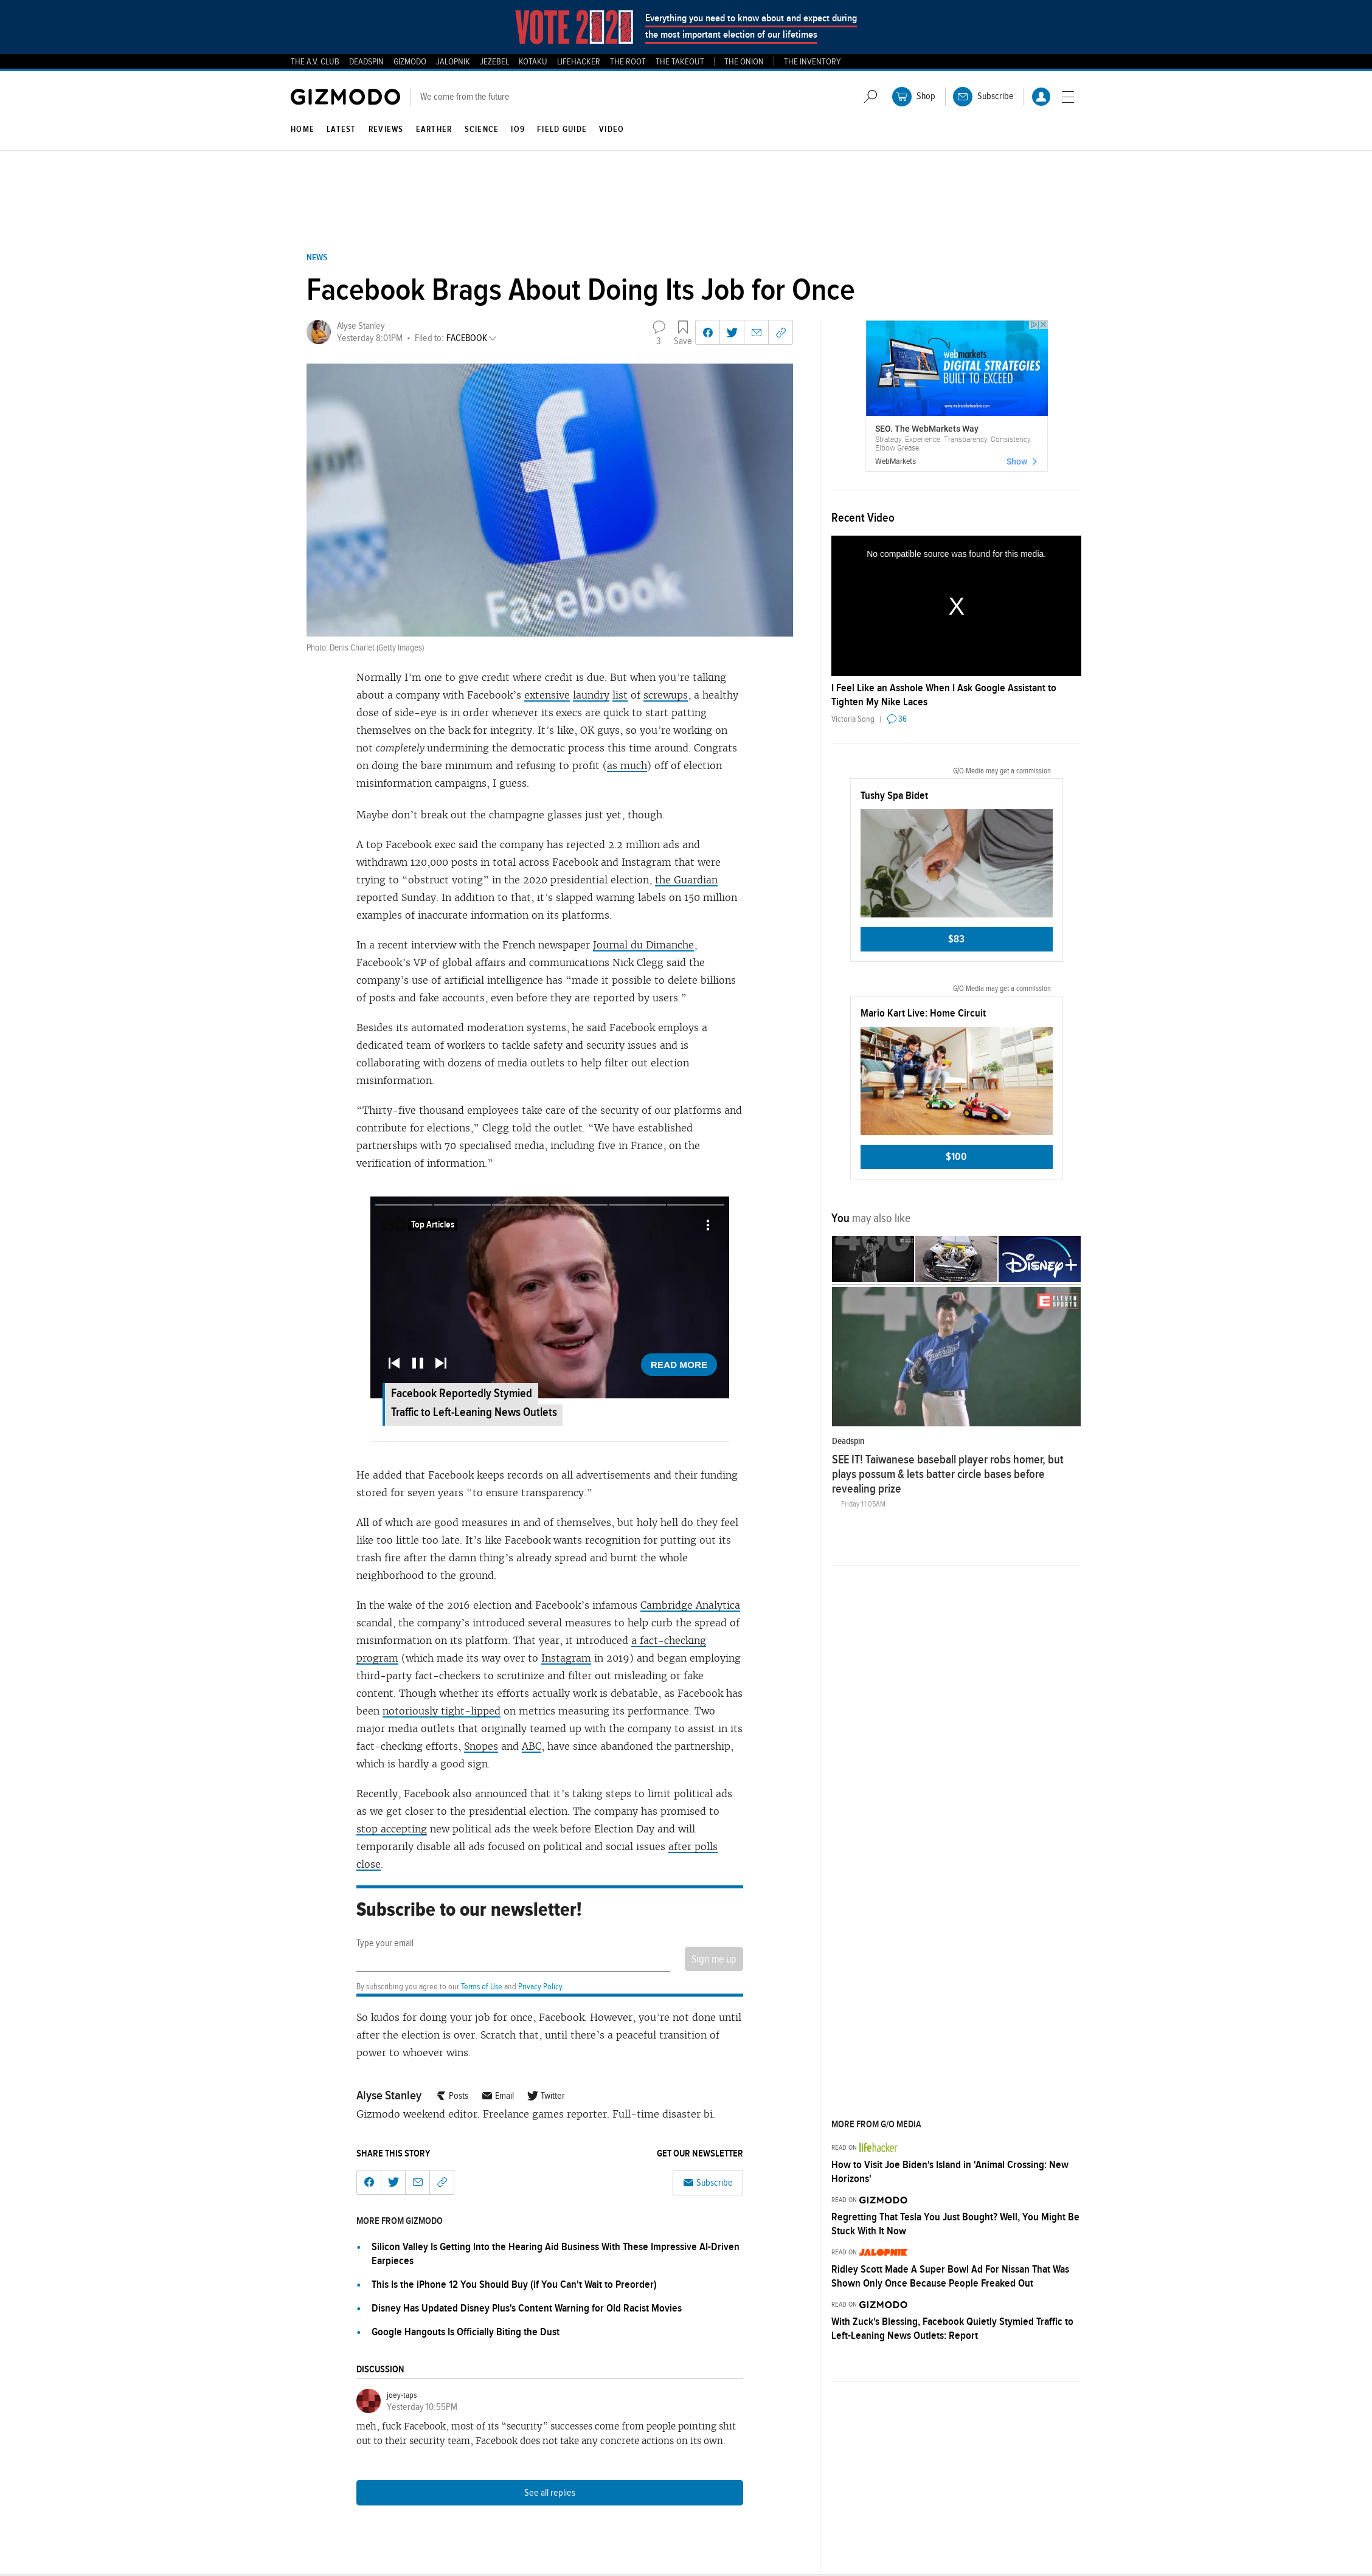 VOTE 2020
Everything you need to know about and expect during
the most important election of our lifetimes
THE A.V. CLUB DEADSPIN GIZMODO JALOPNIK JEZEBEL KOTAKU LIFEHACKER THE ROOT THE TAKEOUT | THE ONION | THE INVENTORY
GIZMODO We come from the future
Shop Subscribe
HOME LATEST REVIEWS EARTHER SCIENCE IO9 FIELD GUIDE VIDEO
NEWS
Facebook Brags About Doing Its Job for Once
Alyse Stanley
Yesterday 8:01PM • Filed to: FACEBOOK
3 Save
Facebook
Photo: Denis Charlet (Getty Images)
Normally I’m one to give credit where credit is due. But when you’re talking
about a company with Facebook’s extensive laundry list of screwups, a healthy
dose of side-eye is in order whenever its execs are quick to start patting
themselves on the back for integrity. It’s like, OK guys, so you’re working on
not completely undermining the democratic process this time around. Congrats
on doing the bare minimum and refusing to profit (as much) off of election
misinformation campaigns, I guess.
Maybe don’t break out the champagne glasses just yet, though.
A top Facebook exec said the company has rejected 2.2 million ads and
withdrawn 120,000 posts in total across Facebook and Instagram that were
trying to “obstruct voting” in the 2020 presidential election, the Guardian
reported Sunday. In addition to that, it’s slapped warning labels on 150 million
examples of inaccurate information on its platforms.
In a recent interview with the French newspaper Journal du Dimanche,
Facebook’s VP of global affairs and communications Nick Clegg said the
company’s use of artificial intelligence has “made it possible to delete billions
of posts and fake accounts, even before they are reported by users.”
Besides its automated moderation systems, he said Facebook employs a
dedicated team of workers to tackle safety and security issues and is
collaborating with dozens of media outlets to help filter out election
misinformation.
“Thirty-five thousand employees take care of the security of our platforms and
contribute for elections,” Clegg told the outlet. “We have established
partnerships with 70 specialised media, including five in France, on the
verification of information.”
Top Articles
READ MORE
Facebook Reportedly Stymied
Traffic to Left-Leaning News Outlets
He added that Facebook keeps records on all advertisements and their funding
stored for seven years “to ensure transparency.”
All of which are good measures in and of themselves, but holy hell do they feel
like too little too late. It’s like Facebook wants recognition for putting out its
trash fire after the damn thing’s already spread and burnt the whole
neighborhood to the ground.
In the wake of the 2016 election and Facebook’s infamous Cambridge Analytica
scandal, the company’s introduced several measures to help curb the spread of
misinformation on its platform. That year, it introduced a fact-checking
program (which made its way over to Instagram in 2019) and began employing
third-party fact-checkers to scrutinize and filter out misleading or fake
content. Though whether its efforts actually work is debatable, as Facebook has
been notoriously tight-lipped on metrics measuring its performance. Two
major media outlets that originally teamed up with the company to assist in its
fact-checking efforts, Snopes and ABC, have since abandoned the partnership,
which is hardly a good sign.
Recently, Facebook also announced that it’s taking steps to limit political ads
as we get closer to the presidential election. The company has promised to
stop accepting new political ads the week before Election Day and will
temporarily disable all ads focused on political and social issues after polls
close.
Subscribe to our newsletter!
Type your email
Sign me up
By subscribing you agree to our Terms of Use and Privacy Policy.
So kudos for doing your job for once, Facebook. However, you’re not done until
after the election is over. Scratch that, until there’s a peaceful transition of
power to whoever wins.
Alyse Stanley Posts Email Twitter
Gizmodo weekend editor. Freelance games reporter. Full-time disaster bi.
SHARE THIS STORY
GET OUR NEWSLETTER
Subscribe
MORE FROM GIZMODO
• Silicon Valley Is Getting Into the Hearing Aid Business With These Impressive AI-Driven
Earpieces
• This Is the iPhone 12 You Should Buy (if You Can't Wait to Preorder)
• Disney Has Updated Disney Plus's Content Warning for Old Racist Movies
• Google Hangouts Is Officially Biting the Dust
DISCUSSION
joey-taps
Yesterday 10:55PM
meh, fuck Facebook, most of its “security” successes come from people pointing shit
out to their security team, Facebook does not take any concrete actions on its own.
See all replies
webmarkets
DIGITAL STRATEGIES
BUILT TO EXCEED
www.webmarketsonline.com
SEO. The WebMarkets Way
Strategy. Experience. Transparency. Consistency.
Elbow Grease.
WebMarkets
Show
Recent Video
No compatible source was found for this media.
X
I Feel Like an Asshole When I Ask Google Assistant to
Tighten My Nike Laces
Victoria Song | 36
G/O Media may get a commission
Tushy Spa Bidet
$83
G/O Media may get a commission
Mario Kart Live: Home Circuit
$100
You may also like
400
Disney+
400
ELEVEN
SPORTS
Deadspin
SEE IT! Taiwanese baseball player robs homer, but
plays possum & lets batter circle bases before
revealing prize
Friday 11:05AM
MORE FROM G/O MEDIA
READ ON lifehacker
How to Visit Joe Biden's Island in 'Animal Crossing: New
Horizons'
READ ON GIZMODO
Regretting That Tesla You Just Bought? Well, You Might Be
Stuck With It Now
READ ON JALOPNIK
Ridley Scott Made A Super Bowl Ad For Nissan That Was
Shown Only Once Because People Freaked Out
READ ON GIZMODO
With Zuck's Blessing, Facebook Quietly Stymied Traffic to
Left-Leaning News Outlets: Report